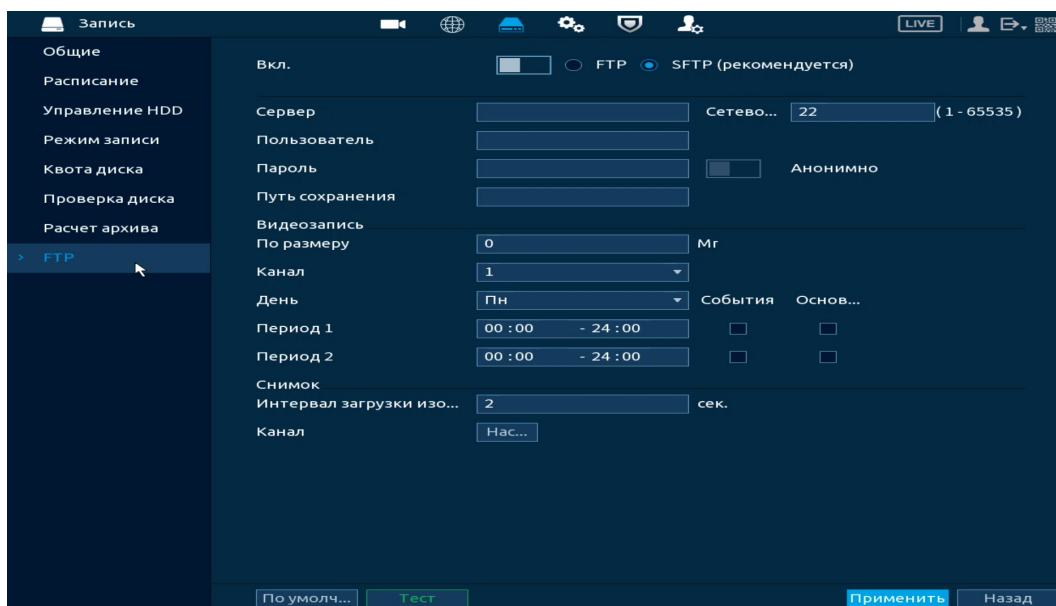 Запись LIVE
Общие
Расписание
Управление HDD
Режим записи
Квота диска
Проверка диска
Расчет архива
> FTP
Вкл. FTP SFTP (рекомендуется)
Сервер Сетево... 22 (1 - 65535)
Пользователь
Пароль Анонимно
Путь сохранения
Видеозапись
По размеру 0 Мг
Канал 1
День Пн События Основ...
Период 1 00 :00 - 24 :00
Период 2 00 :00 - 24 :00
Снимок
Интервал загрузки изо... 2 сек.
Канал Нас...
По умолч... Тест Применить Назад